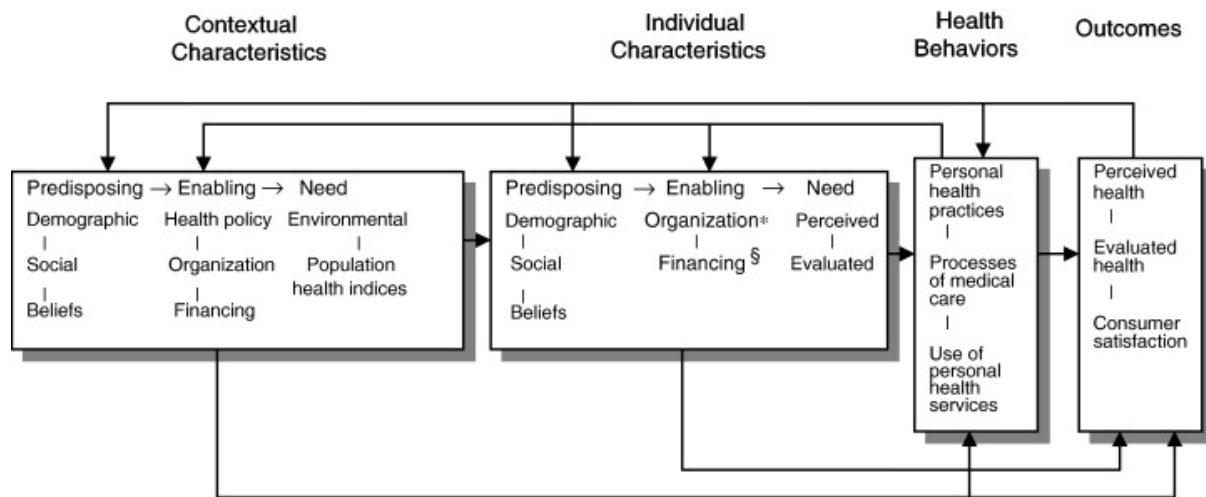 Contextual
Characteristics
Individual
Characteristics
Health
Behaviors
Outcomes
Predisposing → Enabling → Need
Demographic
Social
Beliefs
Health policy
Organization
Financing
Environmental
Population
health indices
Predisposing → Enabling → Need
Demographic
Social
Beliefs
Organization*
Financing §
Perceived
Evaluated
Personal
health
practices
Processes
of medical
care
Use of
personal
health
services
Perceived
health
Evaluated
health
Consumer
satisfaction